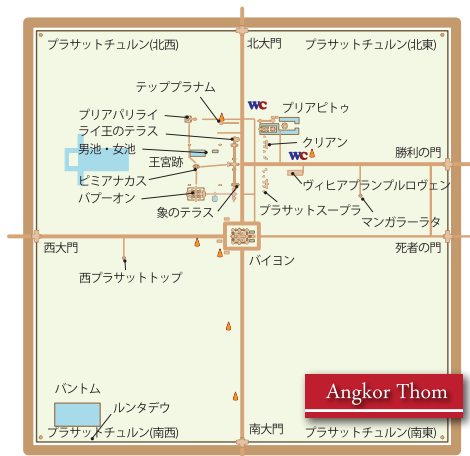 プラサットチュルン(北西)
北大門
プラサットチュルン(北東)
テッププラナム
WC
プリアピトゥ
プリアパリライ
ライ王のテラス
クリアン
男池・女池
WC
勝利の門
王宮跡
ピミアナカス
ヴィヒアプランプルロヴェン
バプーオン
象のテラス
プラサットスープラ
マンガラーラタ
西大門
死者の門
バイヨン
西プラサットトップ
Angkor Thom
バントム
ルンタデウ
プラサットチュルン(南西)
南大門
プラサットチュルン(南東)